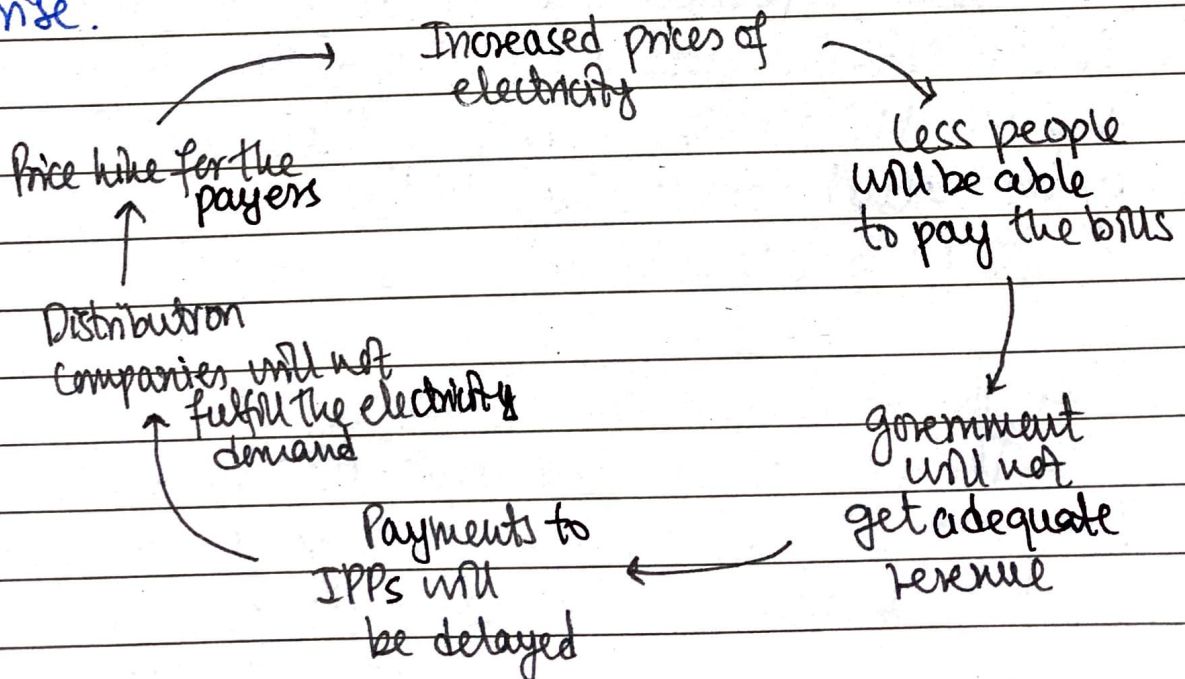 Increased prices of
electricity
less people
will be able
to pay the bills
government
will not
get adequate
revenue
Payments to
IPPs will
be delayed
Distribution
companies will not
fulfill the electricity
demand
Price hike for the
payers